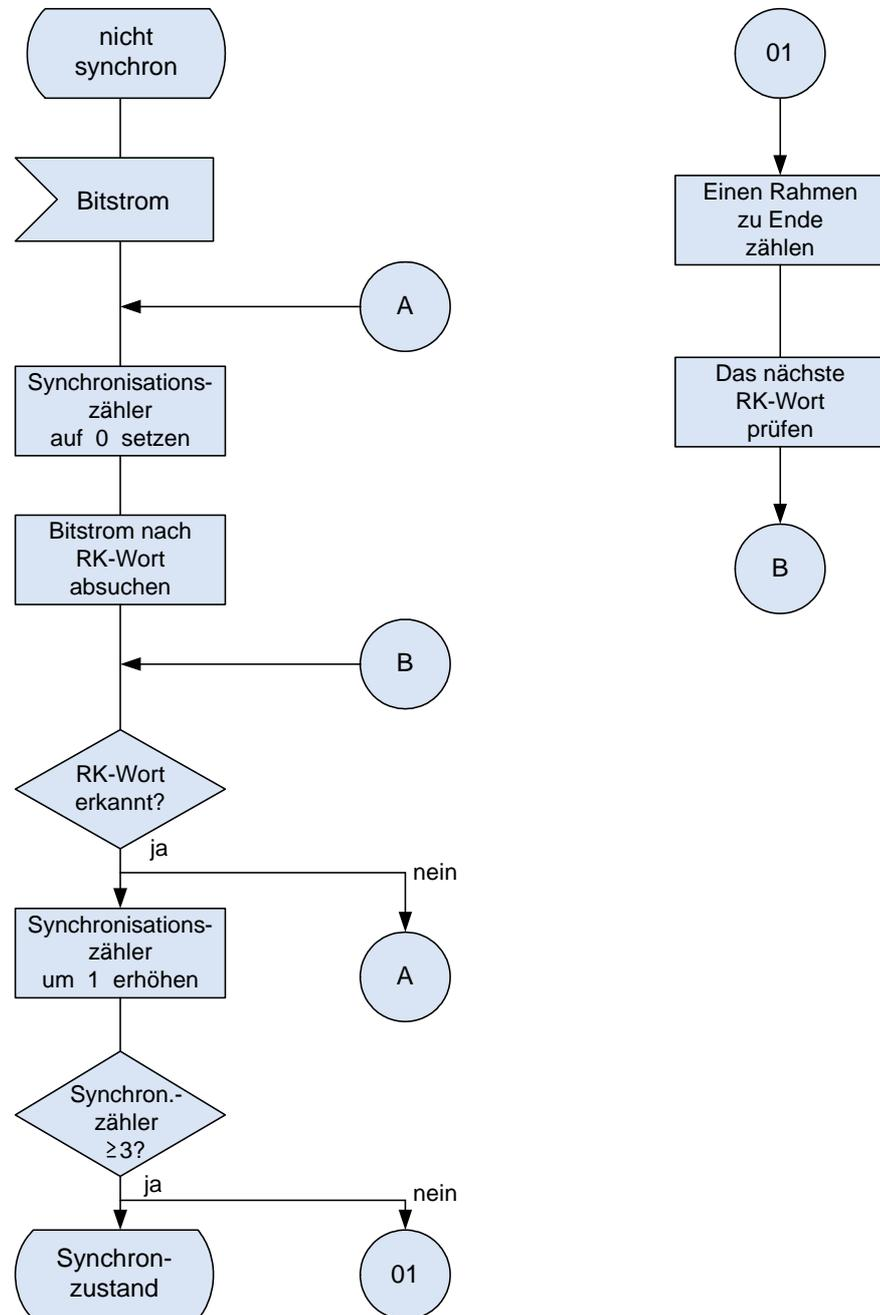 nicht
synchron
Bitstrom
A
Synchronisations-
zähler
auf 0 setzen
Bitstrom nach
RK-Wort
absuchen
B
RK-Wort
erkannt?
ja
nein
Synchronisations-
zähler
um 1 erhöhen
A
Synchron.-
zähler
≥3?
ja
nein
Synchron-
zustand
01
01
Einen Rahmen
zu Ende
zählen
Das nächste
RK-Wort
prüfen
B